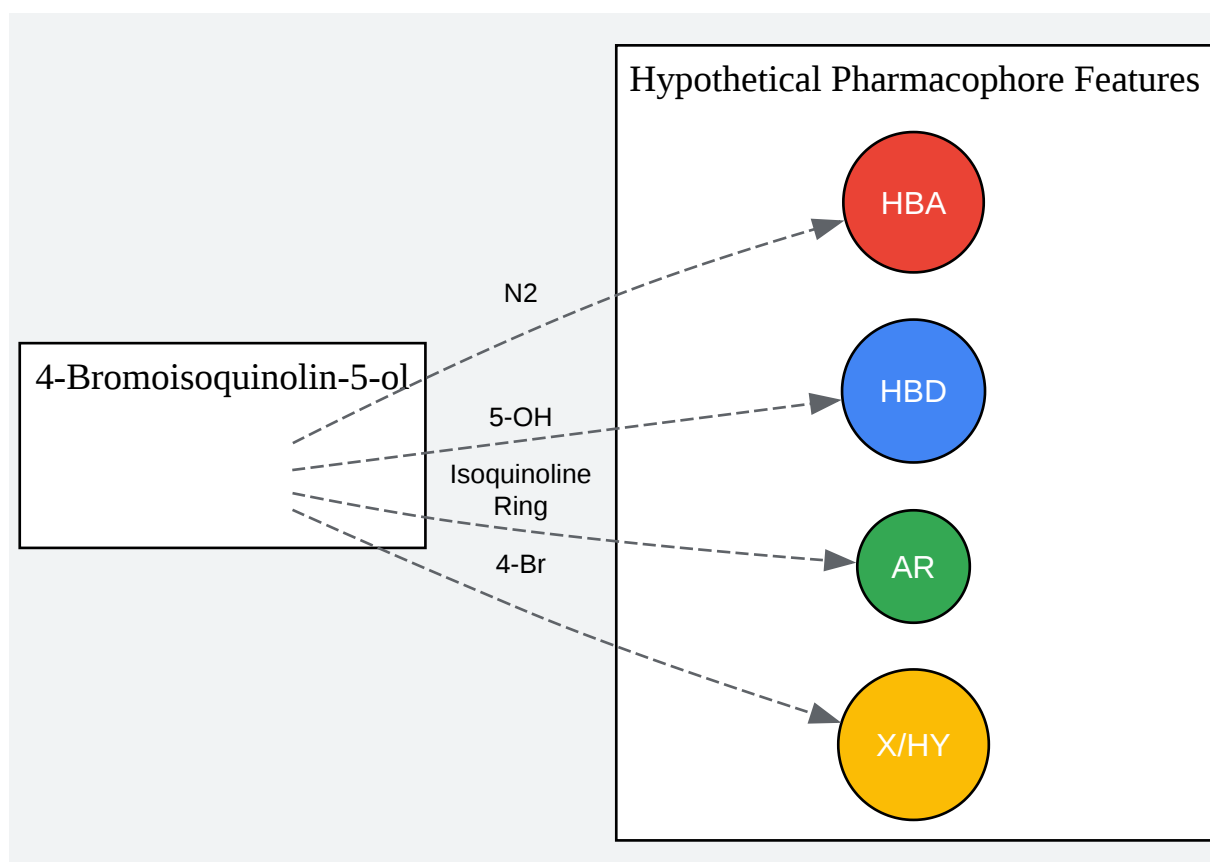 Hypothetical Pharmacophore Features
HBA
N2
4-Bromoisoquinolin-5-ol
HBD
5-OH
Isoquinoline
Ring
4-Br
AR
X/HY